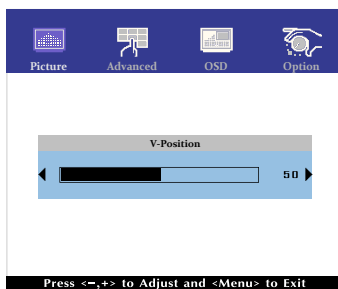 Picture Advanced OSD Option
V-Position
50
Press <−,+> to Adjust and <Menu> to Exit